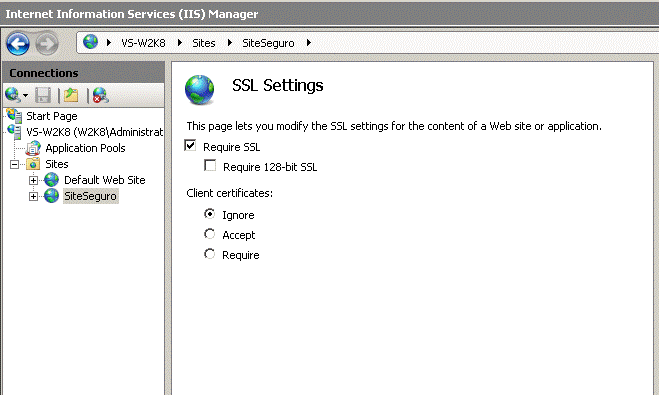 Internet Information Services (IIS) Manager
VS-W2K8 Sites SiteSeguro
Connections
Start Page
VS-W2K8 (W2K8\Administrat
Application Pools
Sites
Default Web Site
SiteSeguro
SSL Settings
This page lets you modify the SSL settings for the content of a Web site or application.
Require SSL
Require 128-bit SSL
Client certificates:
Ignore
Accept
Require